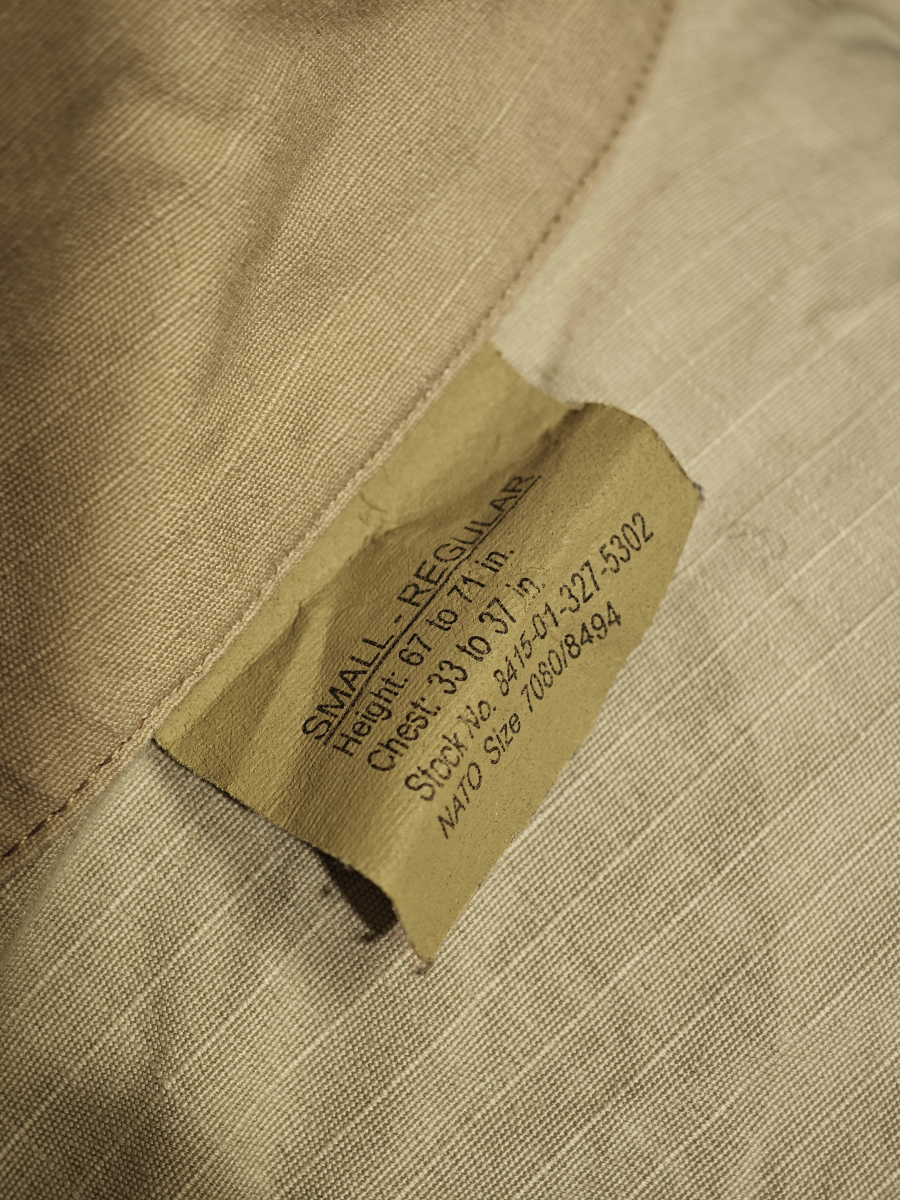 SMALL - REGULAR
Height: 67 to 71 in.
Chest: 33 to 37 in.
Stock No. 8415-01-327-5302
NATO Size 7080/8494